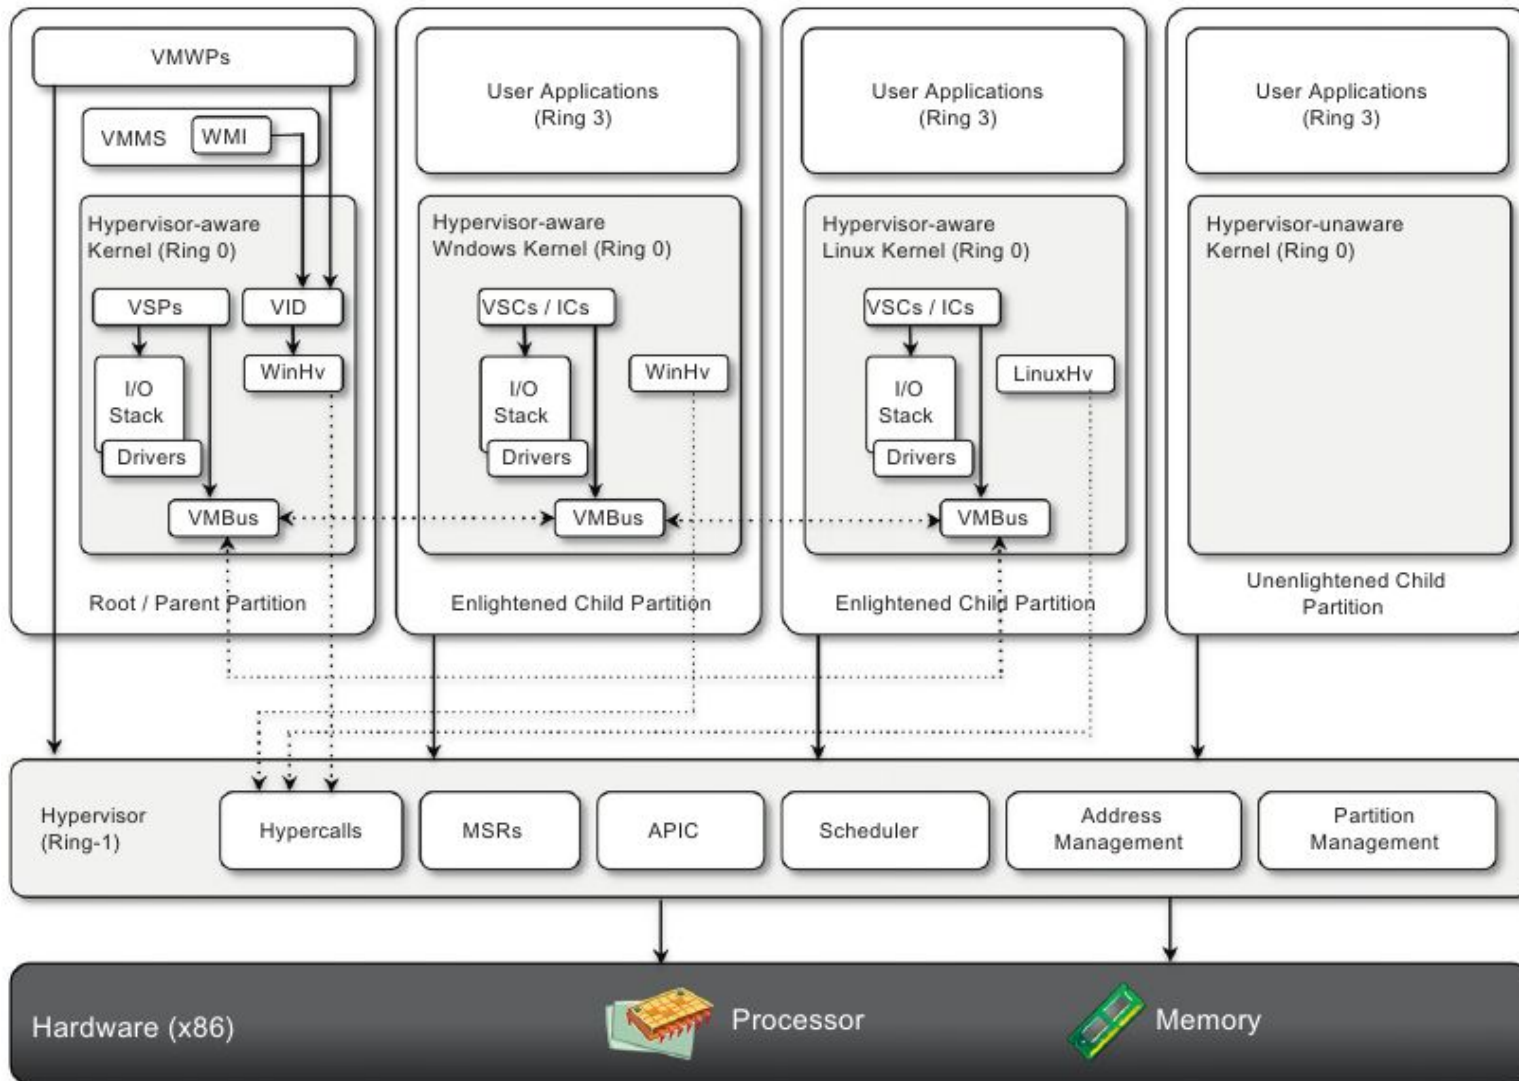 VMWPs
VMMS
WMI
Hypervisor-aware
Kernel (Ring 0)
VSPs
VID
I/O
Stack
WinHv
Drivers
VMBus
Root / Parent Partition
User Applications
(Ring 3)
Hypervisor-aware
Wndows Kernel (Ring 0)
VSCs / ICs
I/O
Stack
WinHv
Drivers
VMBus
Enlightened Child Partition
User Applications
(Ring 3)
Hypervisor-aware
Linux Kernel (Ring 0)
VSCs / ICs
I/O
Stack
LinuxHv
Drivers
VMBus
Enlightened Child Partition
User Applications
(Ring 3)
Hypervisor-unaware
Kernel (Ring 0)
Unenlightened Child
Partition
Hypervisor
(Ring-1)
Hypercalls
MSRs
APIC
Scheduler
Address
Management
Partition
Management
Hardware (x86)
Processor
Memory